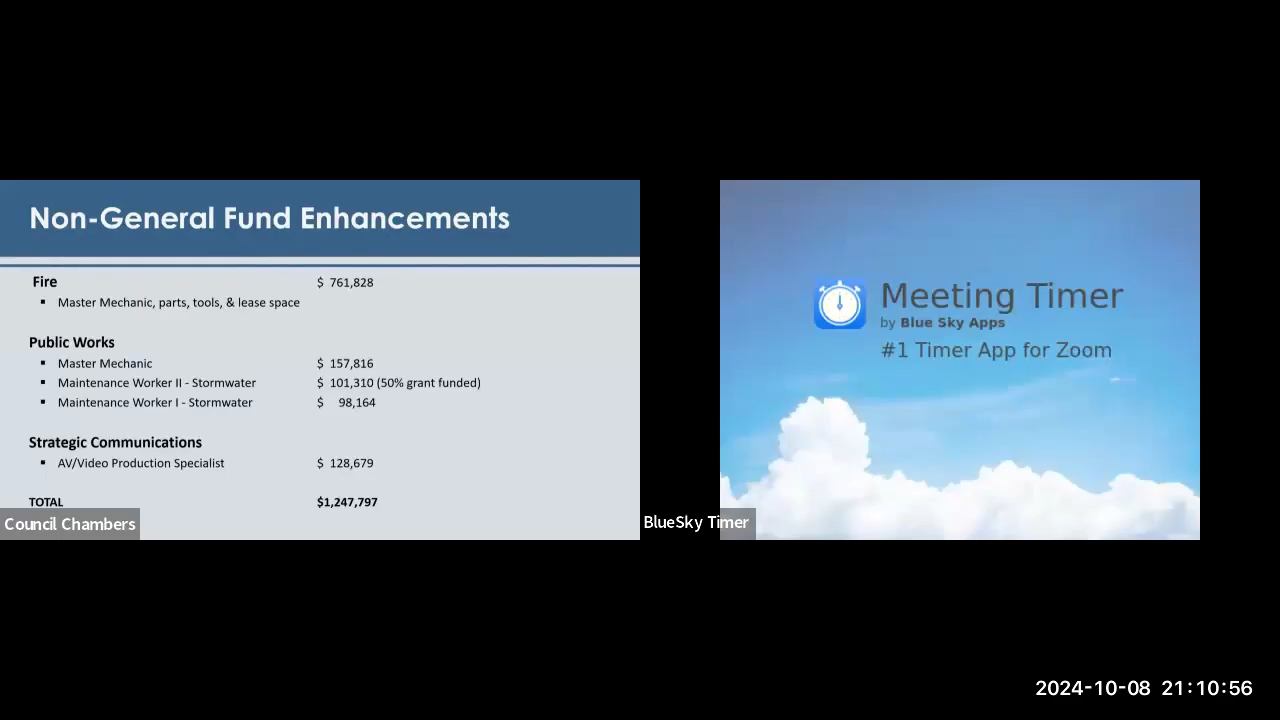 Non-General Fund Enhancements
Fire $ 761,828
▪ Master Mechanic, parts, tools, & lease space
Public Works
▪ Master Mechanic $ 157,816
▪ Maintenance Worker II - Stormwater $ 101,310 (50% grant funded)
▪ Maintenance Worker I - Stormwater $ 98,164
Strategic Communications
▪ AV/Video Production Specialist $ 128,679
TOTAL $1,247,797
Council Chambers
Meeting Timer
by Blue Sky Apps
#1 Timer App for Zoom
BlueSky Timer
2024-10-08 21:10:56